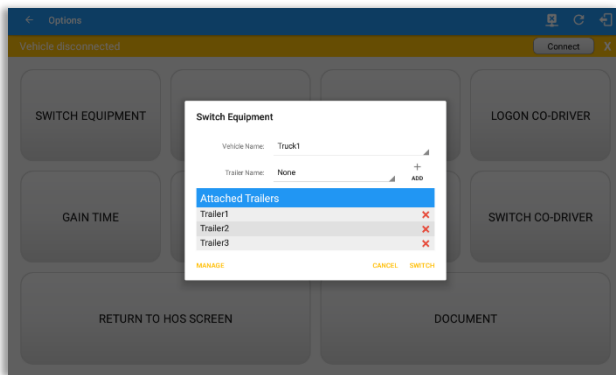 ← Options
Vehicle disconnected
Connect X
SWITCH EQUIPMENT
LOGON CO-DRIVER
Switch Equipment
Vehicle Name: Truck1
Trailer Name: None
+
ADD
Attached Trailers
Trailer1
Trailer2
Trailer3
MANAGE CANCEL SWITCH
GAIN TIME
SWITCH CO-DRIVER
RETURN TO HOS SCREEN
DOCUMENT